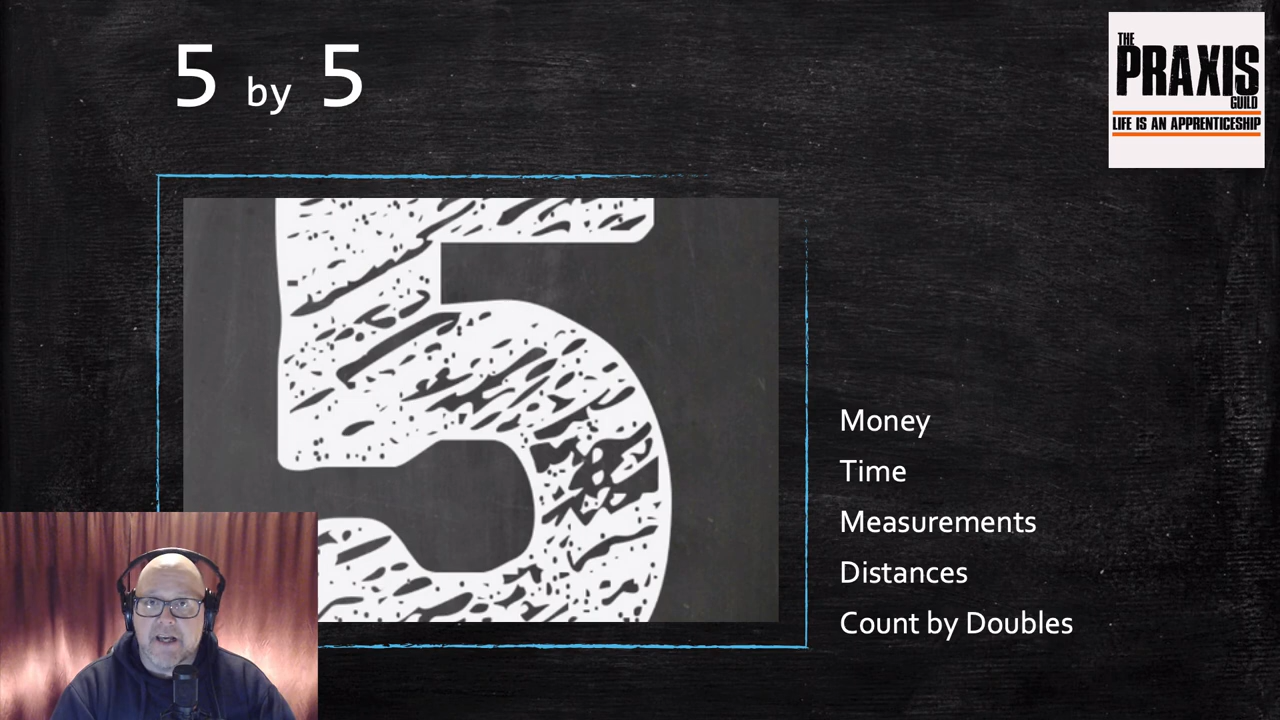 5 by 5
THE
PRAXIS
GUILD
LIFE IS AN APPRENTICESHIP
5
Money
Time
Measurements
Distances
Count by Doubles